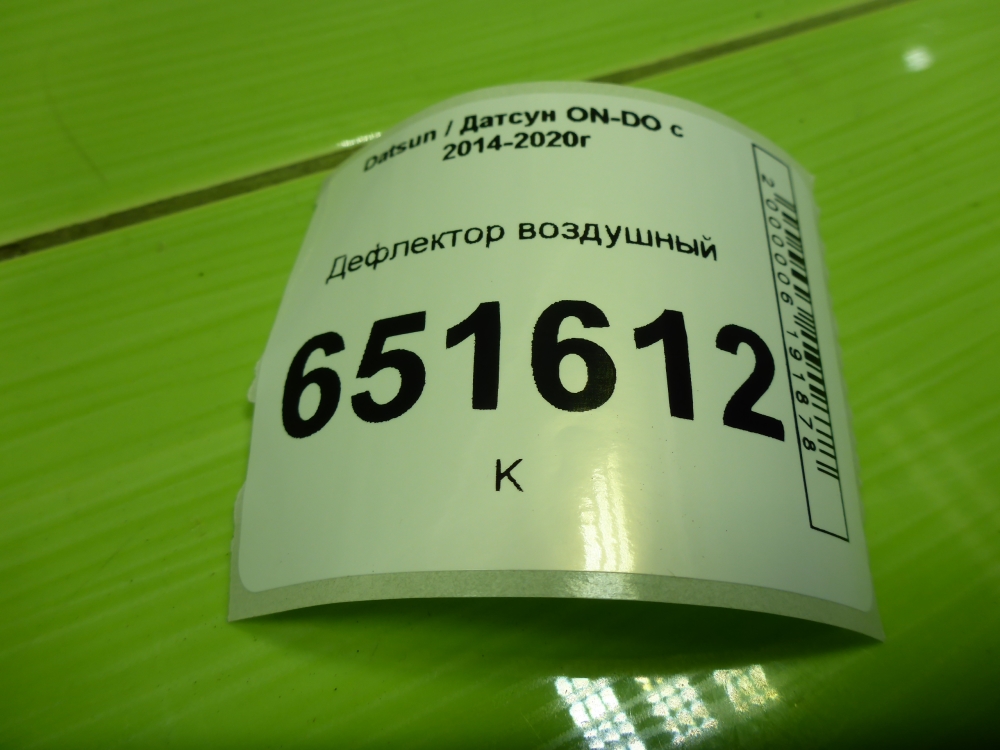 Datsun / Датсун ON-DO с
2014-2020г
Дефлектор воздушный
651612
К
2000006191878